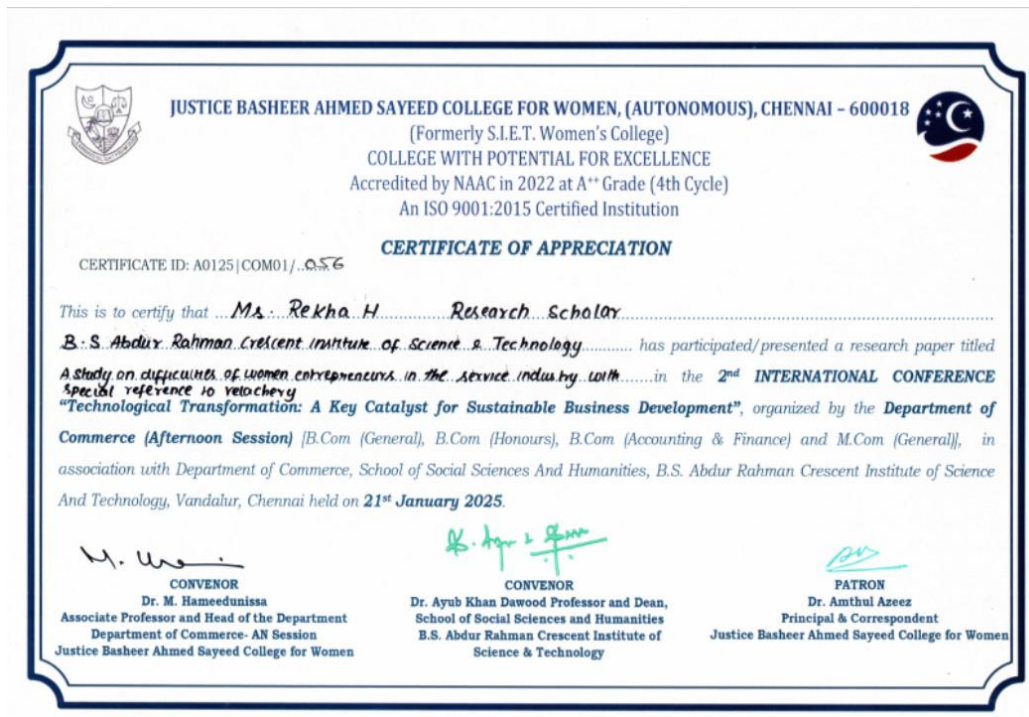 JUSTICE BASHEER AHMED SAYEED COLLEGE FOR WOMEN, (AUTONOMOUS), CHENNAI – 600018
(Formerly S.I.E.T. Women's College)
COLLEGE WITH POTENTIAL FOR EXCELLENCE
Accredited by NAAC in 2022 at A++ Grade (4th Cycle)
An ISO 9001:2015 Certified Institution
CERTIFICATE OF APPRECIATION
CERTIFICATE ID: A0125|COM01/..056
This is to certify that ...Ms. Rekha H............Research Scholar
B.S Abdur Rahman Crescent institute of Science & Technology........... has participated/presented a research paper titled
A study on difficulties of women entrepreneurs in the service industry with......in the 2nd INTERNATIONAL CONFERENCE
special reference to velachery
"Technological Transformation: A Key Catalyst for Sustainable Business Development", organized by the Department of
Commerce (Afternoon Session) [B.Com (General), B.Com (Honours), B.Com (Accounting & Finance) and M.Com (General)], in
association with Department of Commerce, School of Social Sciences And Humanities, B.S. Abdur Rahman Crescent Institute of Science
And Technology, Vandalur, Chennai held on 21st January 2025.
CONVENOR
Dr. M. Hameedunissa
Associate Professor and Head of the Department
Department of Commerce- AN Session
Justice Basheer Ahmed Sayeed College for Women
CONVENOR
Dr. Ayub Khan Dawood Professor and Dean,
School of Social Sciences and Humanities
B.S. Abdur Rahman Crescent Institute of
Science & Technology
PATRON
Dr. Amthul Azeez
Principal & Correspondent
Justice Basheer Ahmed Sayeed College for Women